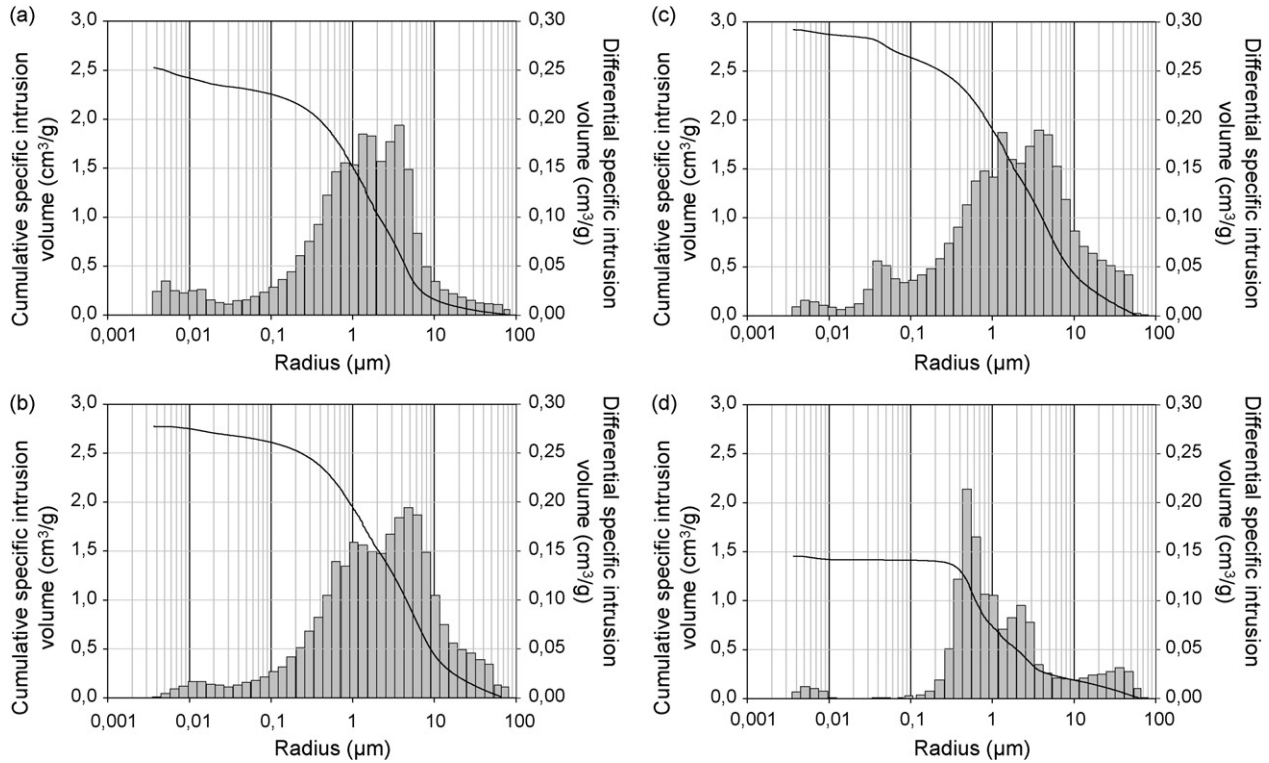 (a)
Cumulative specific intrusion
volume (cm³/g)
3,0
2,5
2,0
1,5
1,0
0,5
0,0
0,30
0,25
0,20
0,15
0,10
0,05
0,00
Differential specific intrusion
volume (cm³/g)
0,001 0,01 0,1 1 10 100
Radius (µm)
(c)
Cumulative specific intrusion
volume (cm³/g)
3,0
2,5
2,0
1,5
1,0
0,5
0,0
0,30
0,25
0,20
0,15
0,10
0,05
0,00
Differential specific intrusion
volume (cm³/g)
0,001 0,01 0,1 1 10 100
Radius (µm)
(b)
Cumulative specific intrusion
volume (cm³/g)
3,0
2,5
2,0
1,5
1,0
0,5
0,0
0,30
0,25
0,20
0,15
0,10
0,05
0,00
Differential specific intrusion
volume (cm³/g)
0,001 0,01 0,1 1 10 100
Radius (µm)
(d)
Cumulative specific intrusion
volume (cm³/g)
3,0
2,5
2,0
1,5
1,0
0,5
0,0
0,30
0,25
0,20
0,15
0,10
0,05
0,00
Differential specific intrusion
volume (cm³/g)
0,001 0,01 0,1 1 10 100
Radius (µm)